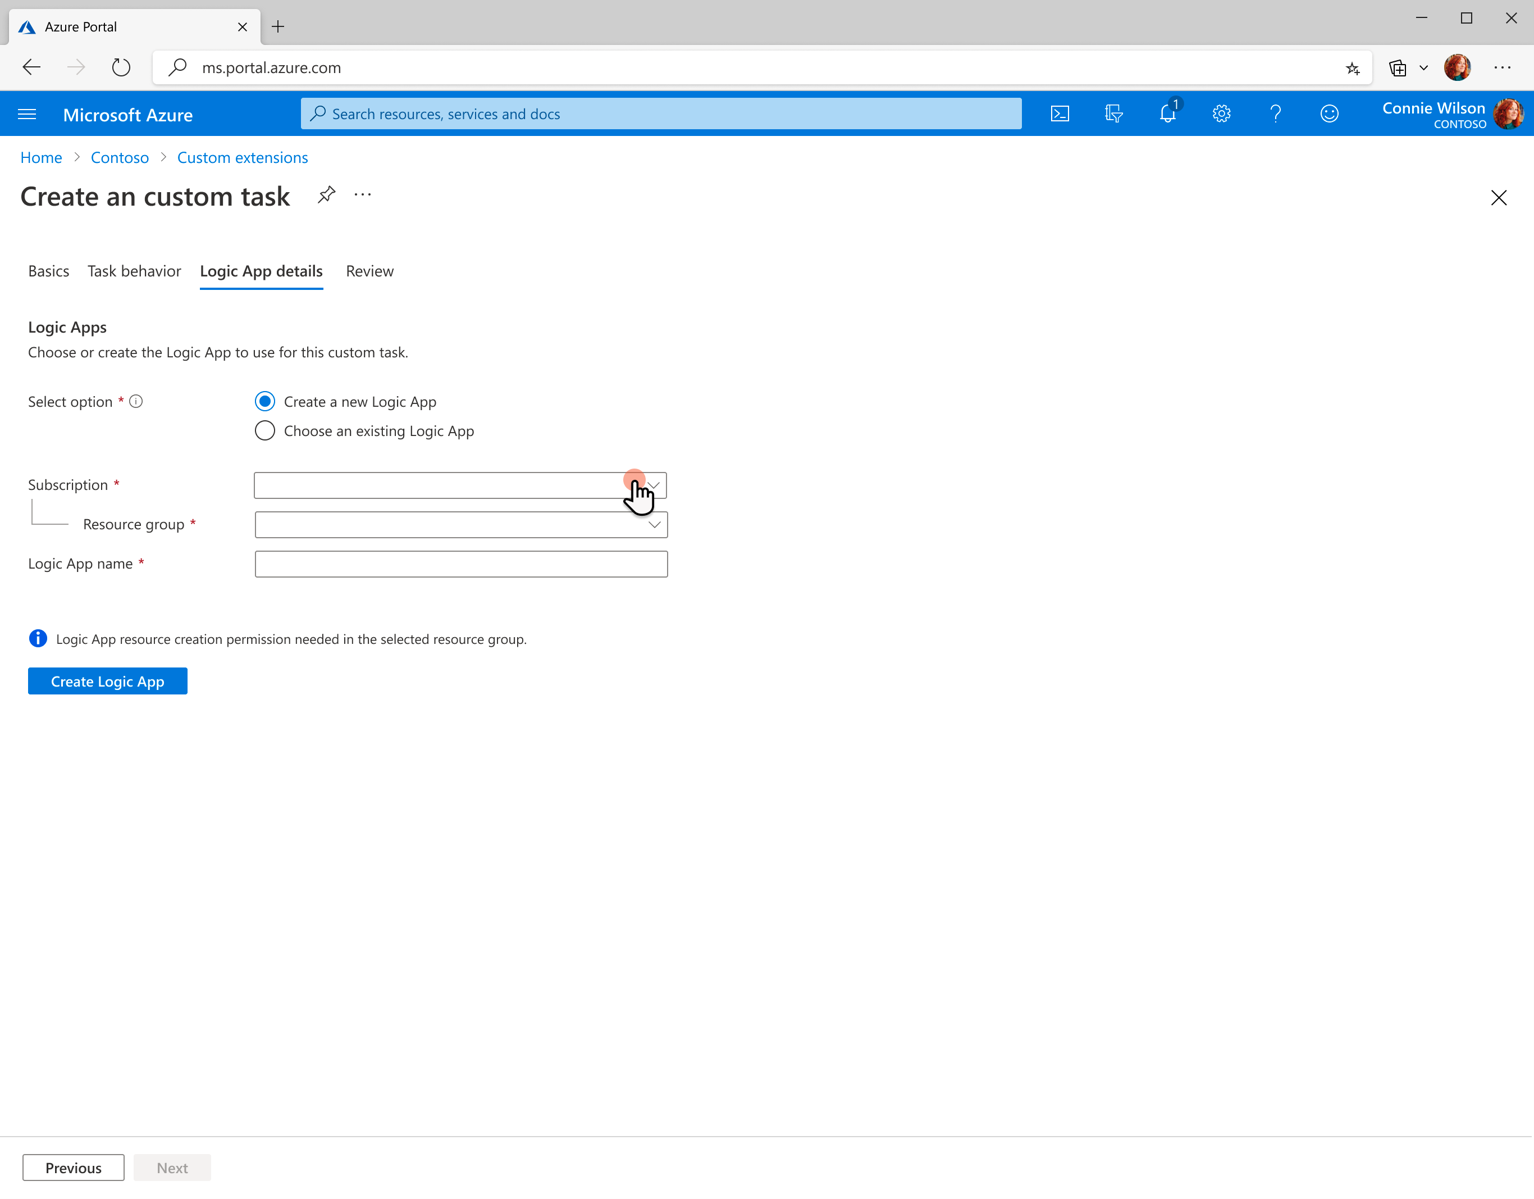 Azure Portal
ms.portal.azure.com
Microsoft Azure
Search resources, services and docs
1
Connie Wilson
CONTOSO
Home > Contoso > Custom extensions
Create an custom task
Basics Task behavior Logic App details Review
Logic Apps
Choose or create the Logic App to use for this custom task.
Select option *
Create a new Logic App
Choose an existing Logic App
Subscription *
Resource group *
Logic App name *
Logic App resource creation permission needed in the selected resource group.
Create Logic App
Previous Next